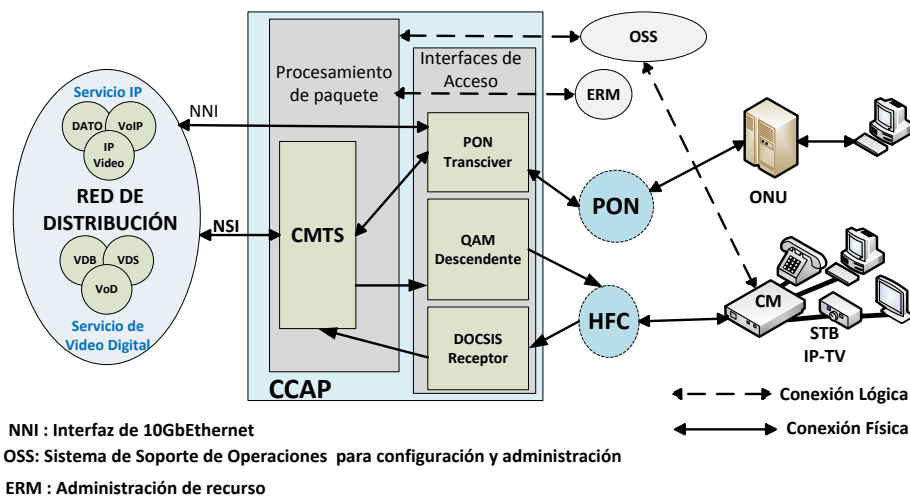 OSS
Procesamiento
de paquete
Interfaces de
Acceso
ERM
Servicio IP
NNI
DATO
VoIP
IP
Video
RED DE
DISTRIBUCIÓN
NSI
VDB
VDS
VoD
Servicio de
Video Digital
CMTS
PON
Transciver
QAM
Descendente
DOCSIS
Receptor
CCAP
PON
HFC
ONU
CM
STB
IP-TV
Conexión Lógica
Conexión Física
NNI : Interfaz de 10GbEthernet
OSS: Sistema de Soporte de Operaciones para configuración y administración
ERM : Administración de recurso